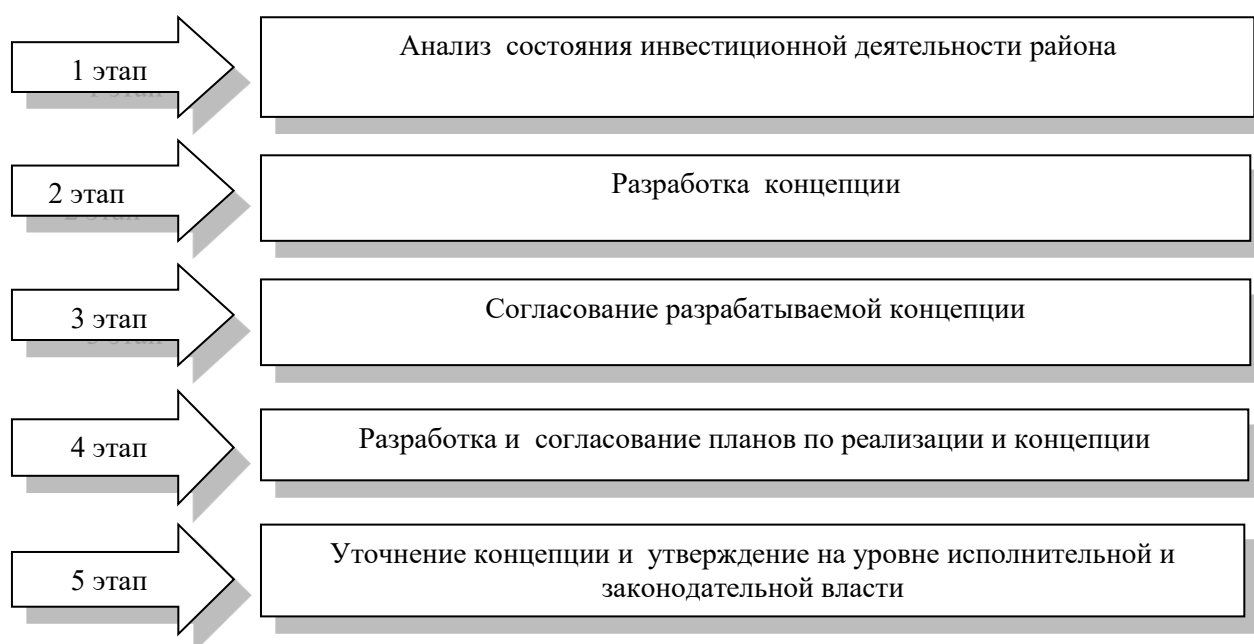 1 этап
Анализ состояния инвестиционной деятельности района
2 этап
Разработка концепции
3 этап
Согласование разрабатываемой концепции
4 этап
Разработка и согласование планов по реализации и концепции
5 этап
Уточнение концепции и утверждение на уровне исполнительной и
законодательной власти